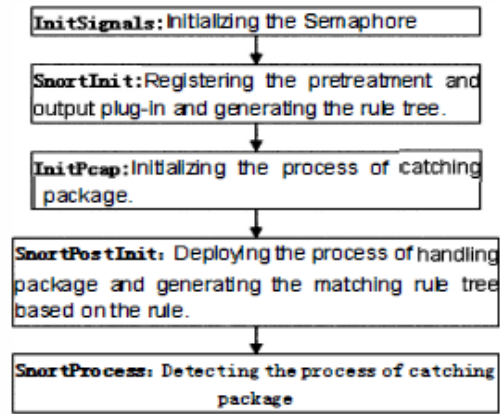 InitSignals:Initializing the Semaphore
SnortInit:Registering the pretreatment and
output plug-in and generating the rule tree.
InitPcap:Initializing the process of catching
package.
SnortPostInit: Deploying the process of handling
package and generating the matching rule tree
based on the rule.
SnortProcess: Detecting the process of catching
package